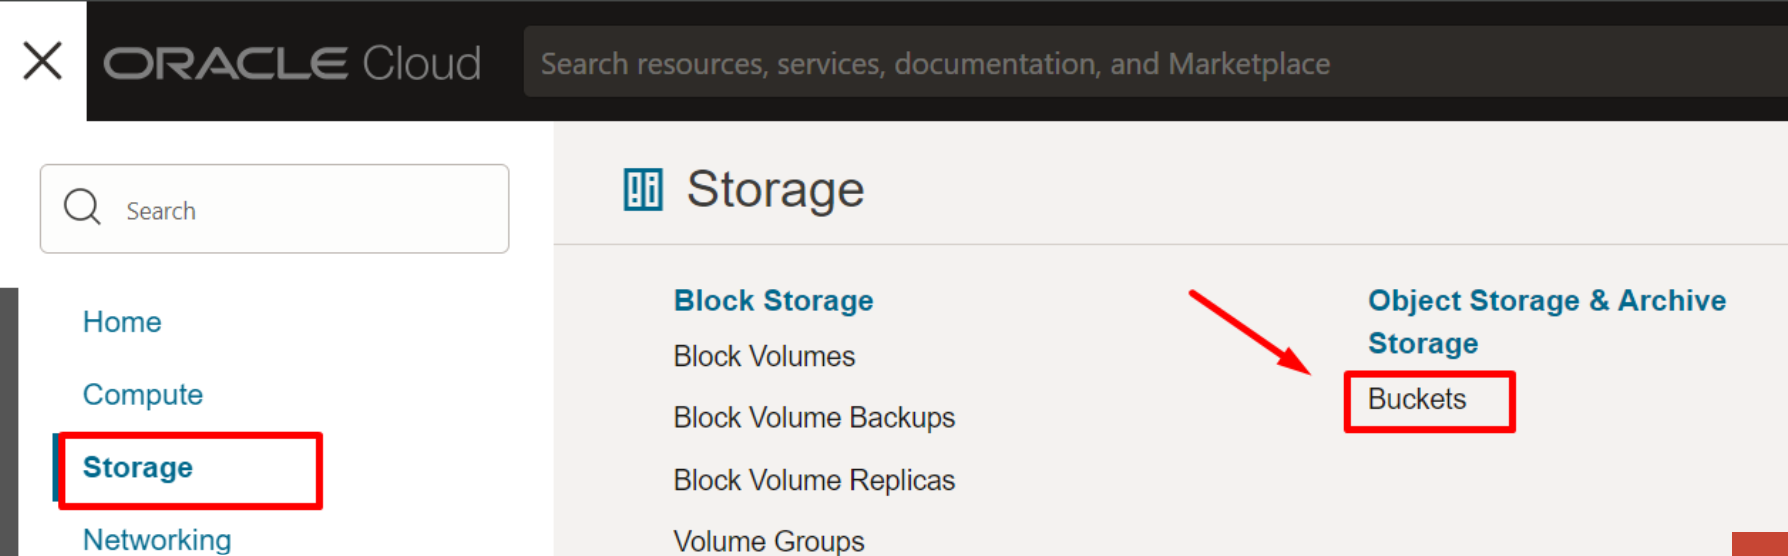 ORACLE Cloud
Search resources, services, documentation, and Marketplace
Search
Home
Compute
Storage
Networking
Storage
Block Storage
Block Volumes
Block Volume Backups
Block Volume Replicas
Volume Groups
Object Storage & Archive
Storage
Buckets